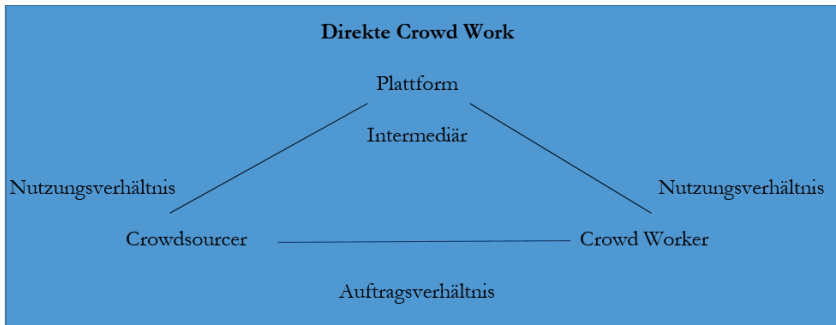 Direkte Crowd Work
Plattform
Intermediär
Nutzungsverhältnis
Nutzungsverhältnis
Crowdsourcer
Crowd Worker
Auftragsverhältnis